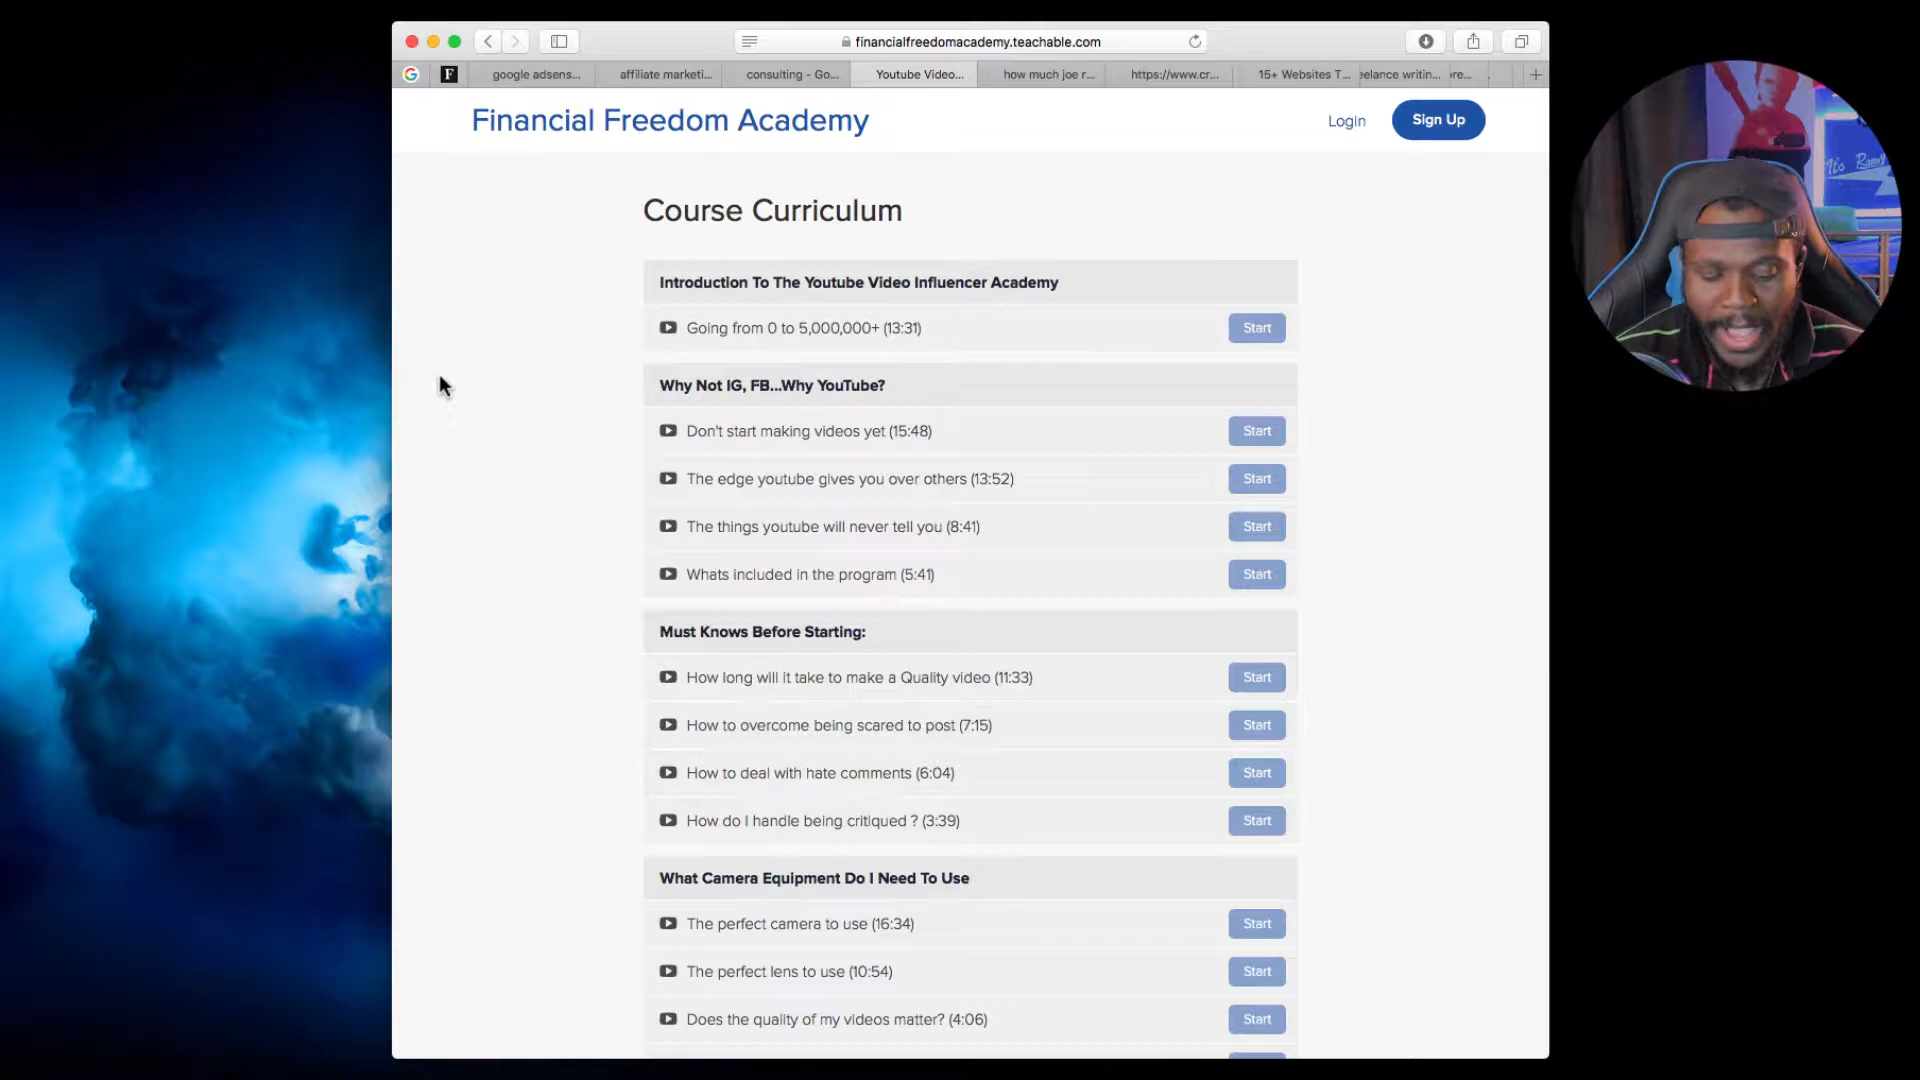 financialfreedomacademy.teachable.com
F
google adsens...
affiliate marketi...
consulting - Go...
Youtube Video...
how much joe r...
https://www.cr...
15+ Websites T...
eelance writin...
re...
Financial Freedom Academy
Login
Sign Up
Course Curriculum
Introduction To The Youtube Video Influencer Academy
Going from 0 to 5,000,000+ (13:31)
Start
Why Not IG, FB...Why YouTube?
Don't start making videos yet (15:48)
Start
The edge youtube gives you over others (13:52)
Start
The things youtube will never tell you (8:41)
Start
Whats included in the program (5:41)
Start
Must Knows Before Starting:
How long will it take to make a Quality video (11:33)
Start
How to overcome being scared to post (7:15)
Start
How to deal with hate comments (6:04)
Start
How do I handle being critiqued ? (3:39)
Start
What Camera Equipment Do I Need To Use
The perfect camera to use (16:34)
Start
The perfect lens to use (10:54)
Start
Does the quality of my videos matter? (4:06)
Start